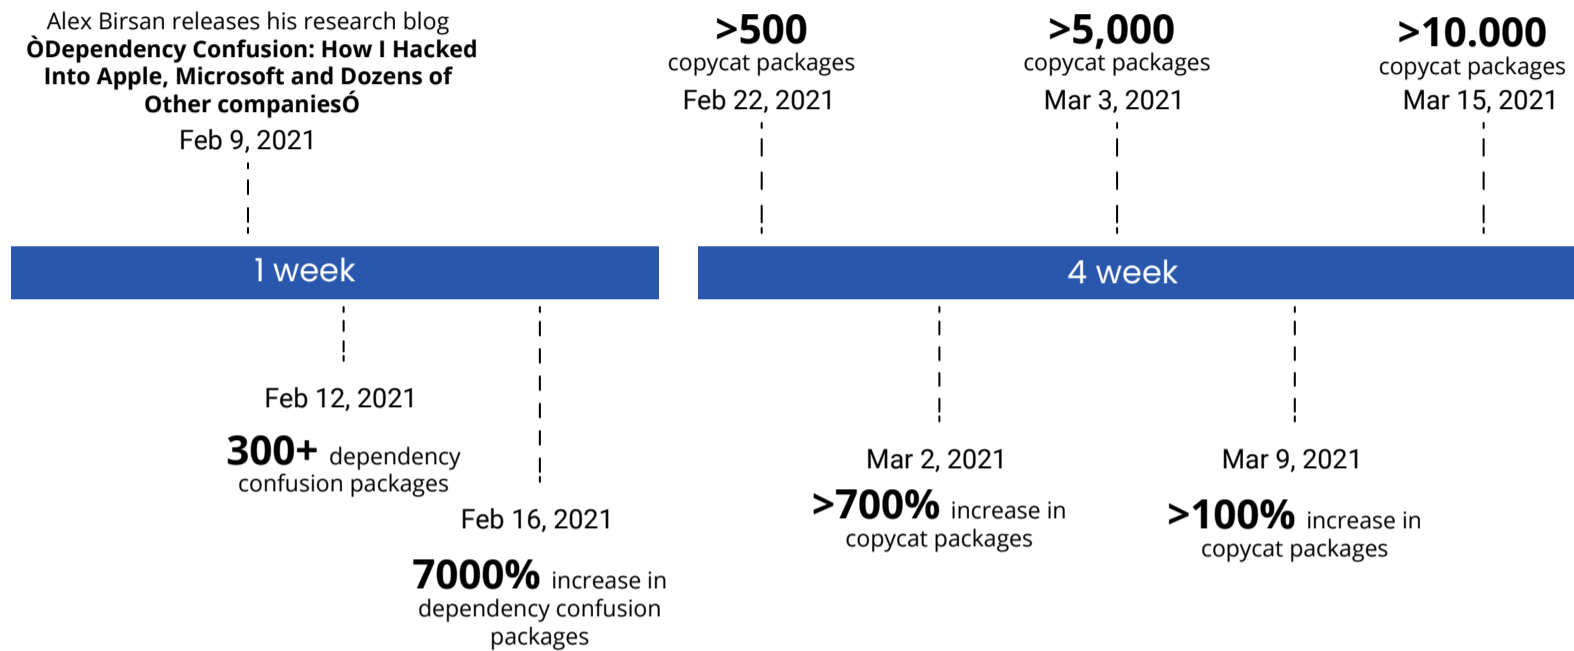 Alex Birsan releases his research blog
ÒDependency Confusion: How I Hacked
Into Apple, Microsoft and Dozens of
Other companiesÓ
Feb 9, 2021
>500
copycat packages
Feb 22, 2021
>5,000
copycat packages
Mar 3, 2021
>10.000
copycat packages
Mar 15, 2021
1 week
4 week
Feb 12, 2021
300+ dependency
confusion packages
Feb 16, 2021
7000% increase in
dependency confusion
packages
Mar 2, 2021
>700% increase in
copycat packages
Mar 9, 2021
>100% increase in
copycat packages